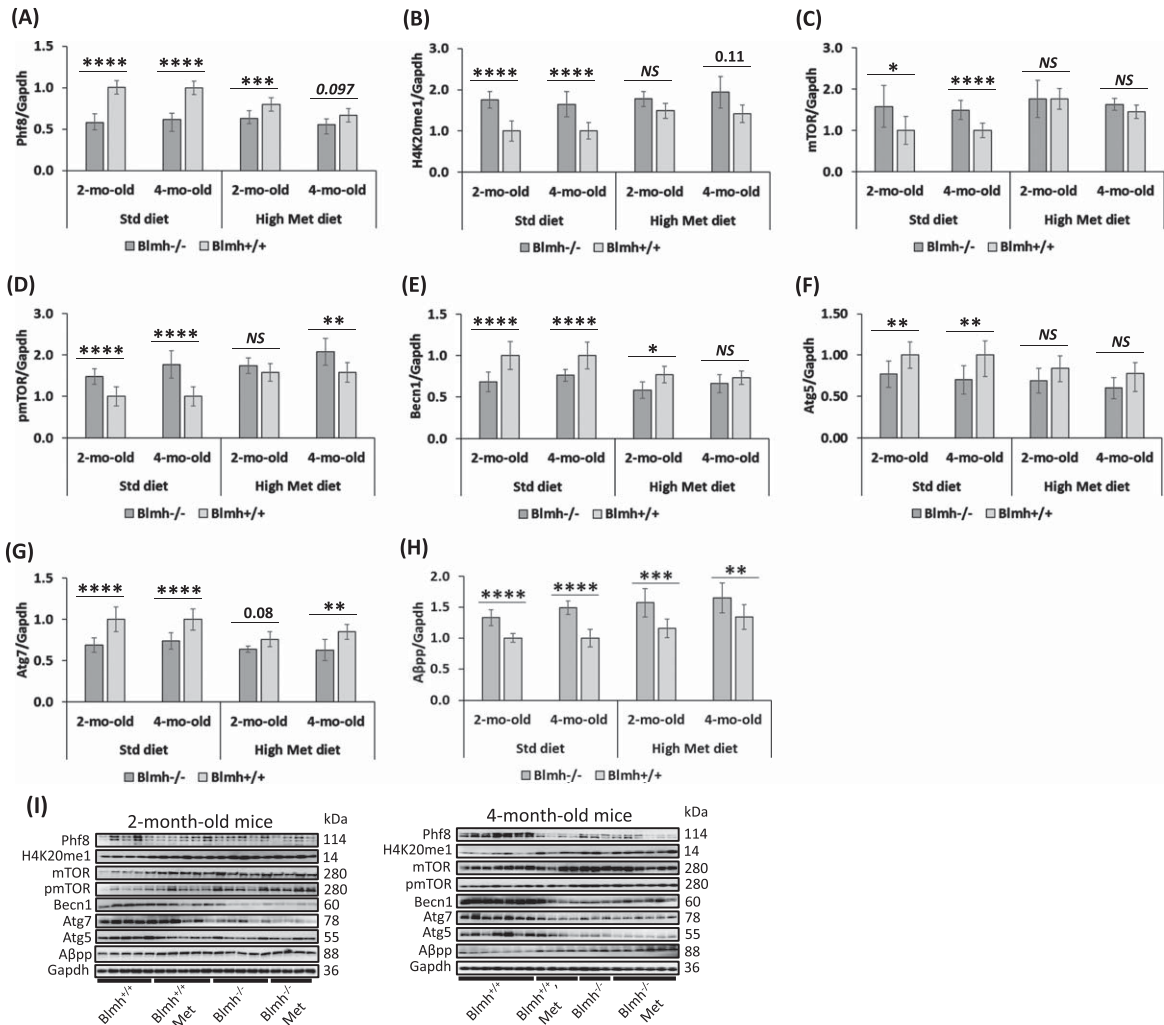 (A)
Phf8/Gapdh
1.5
1.0
0.5
0.0
****
****
***
0.097
2-mo-old 4-mo-old 2-mo-old 4-mo-old
Std diet High Met diet
Blmh-/- Blmh+/+
(B)
H4K20me1/Gapdh
3.0
2.0
1.0
0.0
****
****
NS
0.11
2-mo-old 4-mo-old 2-mo-old 4-mo-old
Std diet High Met diet
Blmh-/- Blmh+/+
(C)
mTOR/Gapdh
3.0
2.0
1.0
0.0
*
****
NS
NS
2-mo-old 4-mo-old 2-mo-old 4-mo-old
Std diet High Met diet
Blmh-/- Blmh+/+
(D)
pmTOR/Gapdh
3.0
2.0
1.0
0.0
****
****
NS
**
2-mo-old 4-mo-old 2-mo-old 4-mo-old
Std diet High Met diet
Blmh-/- Blmh+/+
(E)
Becn1/Gapdh
1.5
1.0
0.5
0.0
****
****
*
NS
2-mo-old 4-mo-old 2-mo-old 4-mo-old
Std diet High Met diet
Blmh-/- Blmh+/+
(F)
Atg5/Gapdh
1.50
1.00
0.50
0.00
**
**
NS
NS
2-mo-old 4-mo-old 2-mo-old 4-mo-old
Std diet High Met diet
Blmh-/- Blmh+/+
(G)
Atg7/Gapdh
1.5
1.0
0.5
0.0
****
****
0.08
**
2-mo-old 4-mo-old 2-mo-old 4-mo-old
Std diet High Met diet
Blmh-/- Blmh+/+
(H)
Aβpp/Gapdh
2.0
1.5
1.0
0.5
0.0
****
****
***
**
2-mo-old 4-mo-old 2-mo-old 4-mo-old
Std diet High Met diet
Blmh-/- Blmh+/+
(I)
2-month-old mice kDa
Phf8 114
H4K20me1 14
mTOR 280
pmTOR 280
Becn1 60
Atg7 78
Atg5 55
Aβpp 88
Gapdh 36
Blmh+/+
Blmh+/+ Met
Blmh-/-
Blmh-/- Met
4-month-old mice kDa
Phf8 114
H4K20me1 14
mTOR 280
pmTOR 280
Becn1 60
Atg7 78
Atg5 55
Aβpp 88
Gapdh 36
Blmh+/+
Blmh+/+, Met
Blmh-/-
Blmh-/- Met